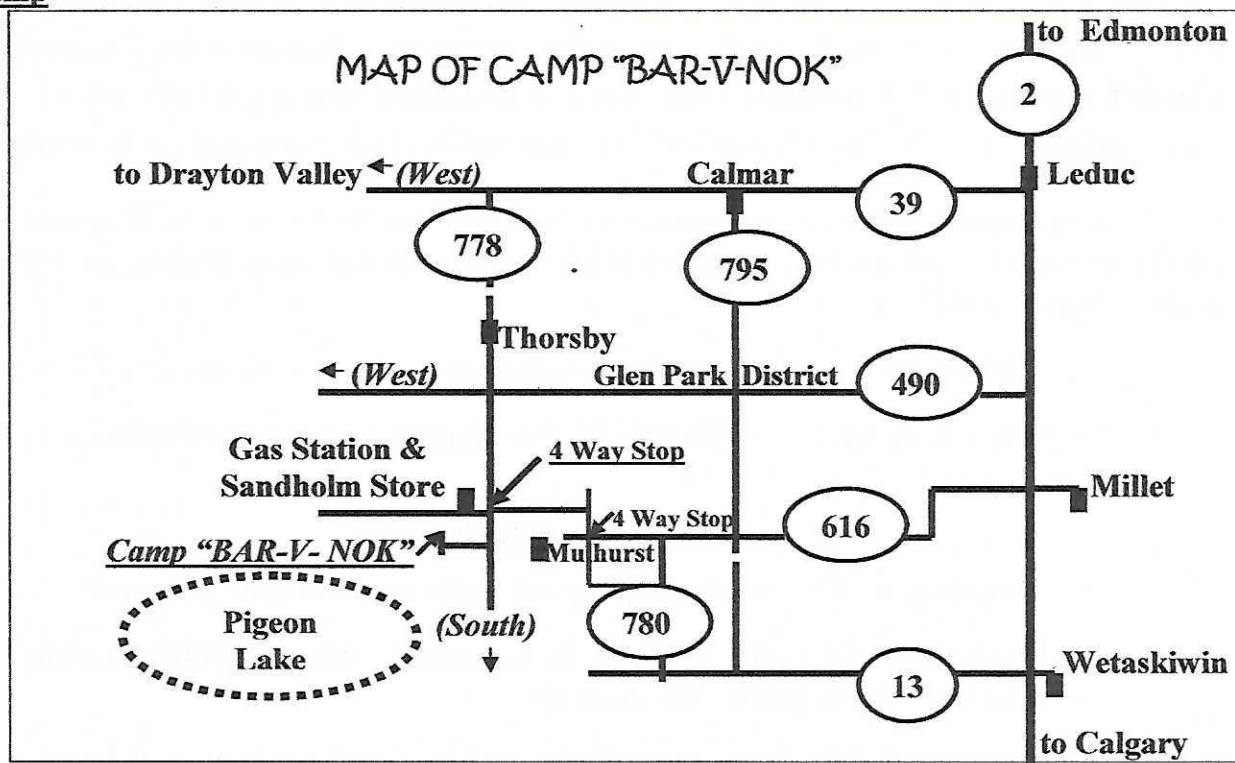 to Edmonton
MAP OF CAMP "BAR-V-NOK"
2
to Drayton Valley (West)
Calmar
39
Leduc
778
795
Thorsby
(West)
Glen Park District
490
Gas Station &
Sandholm Store
4 Way Stop
Millet
4 Way Stop
616
Camp "BAR-V- NOK"
Mulhurst
Pigeon
Lake
(South)
780
Wetaskiwin
13
to Calgary